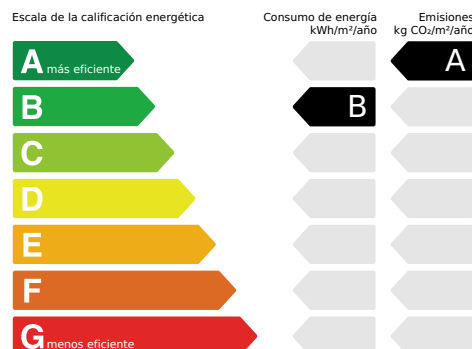 Escala de la calificación energética
Consumo de energía
kWh/m²/año
Emisiones
kg CO₂/m²/año
A más eficiente
A
B
B
C
D
E
F
G menos eficiente